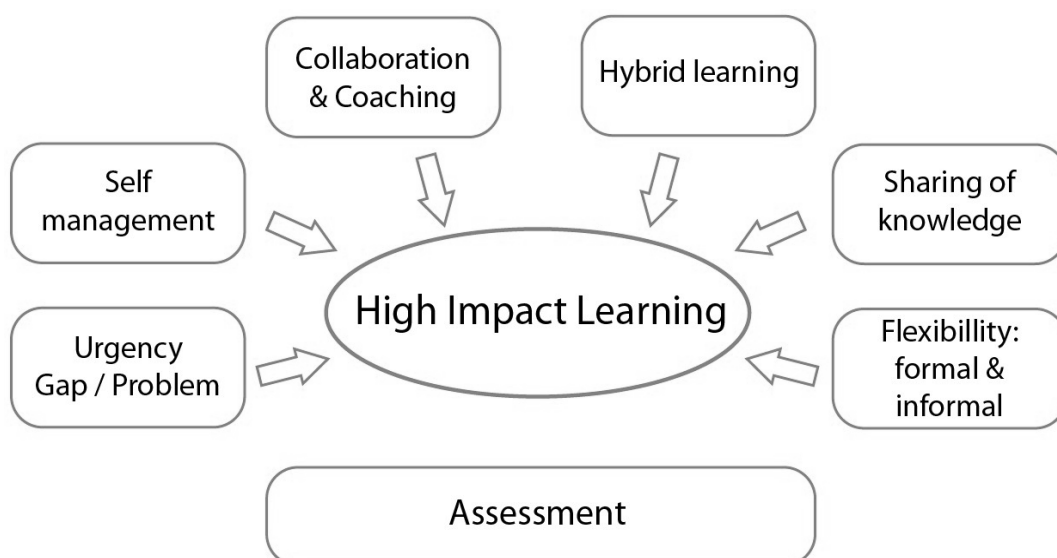 Collaboration
& Coaching
Hybrid learning
Self
management
Sharing of
knowledge
High Impact Learning
Urgency
Gap / Problem
Flexibillity:
formal &
informal
Assessment